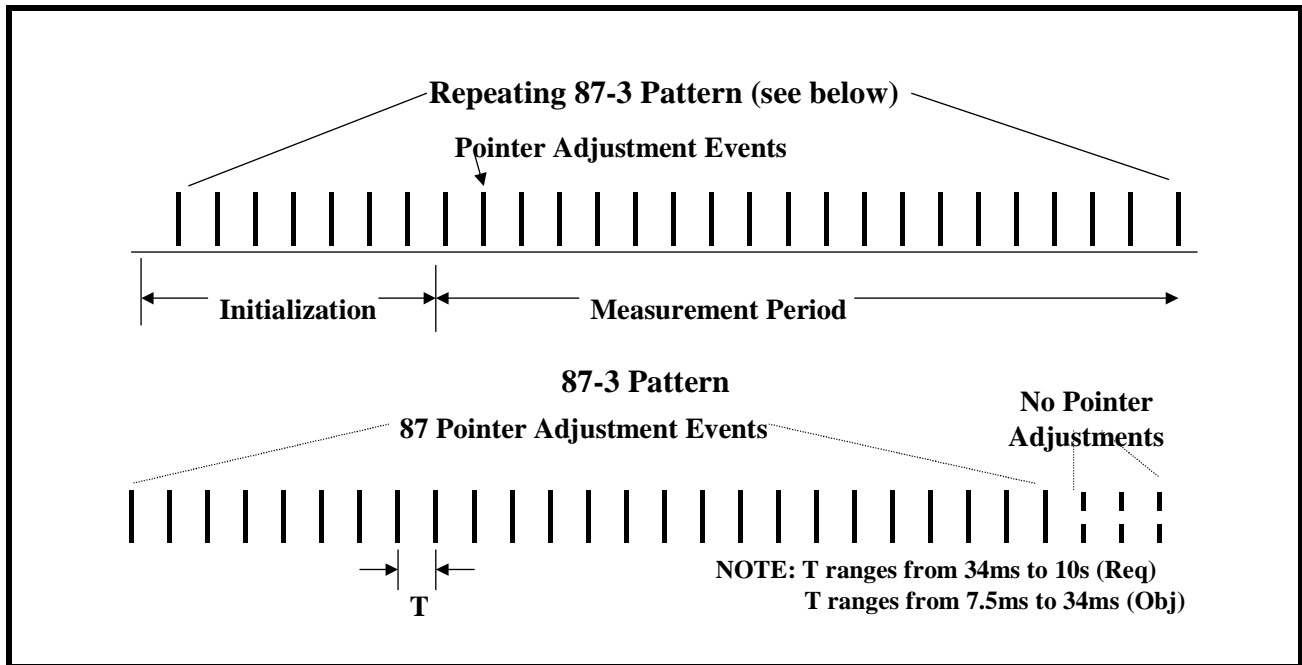 Repeating 87-3 Pattern (see below)
Pointer Adjustment Events
Initialization
Measurement Period
87-3 Pattern
No Pointer
Adjustments
87 Pointer Adjustment Events
T
NOTE: T ranges from 34ms to 10s (Req)
T ranges from 7.5ms to 34ms (Obj)